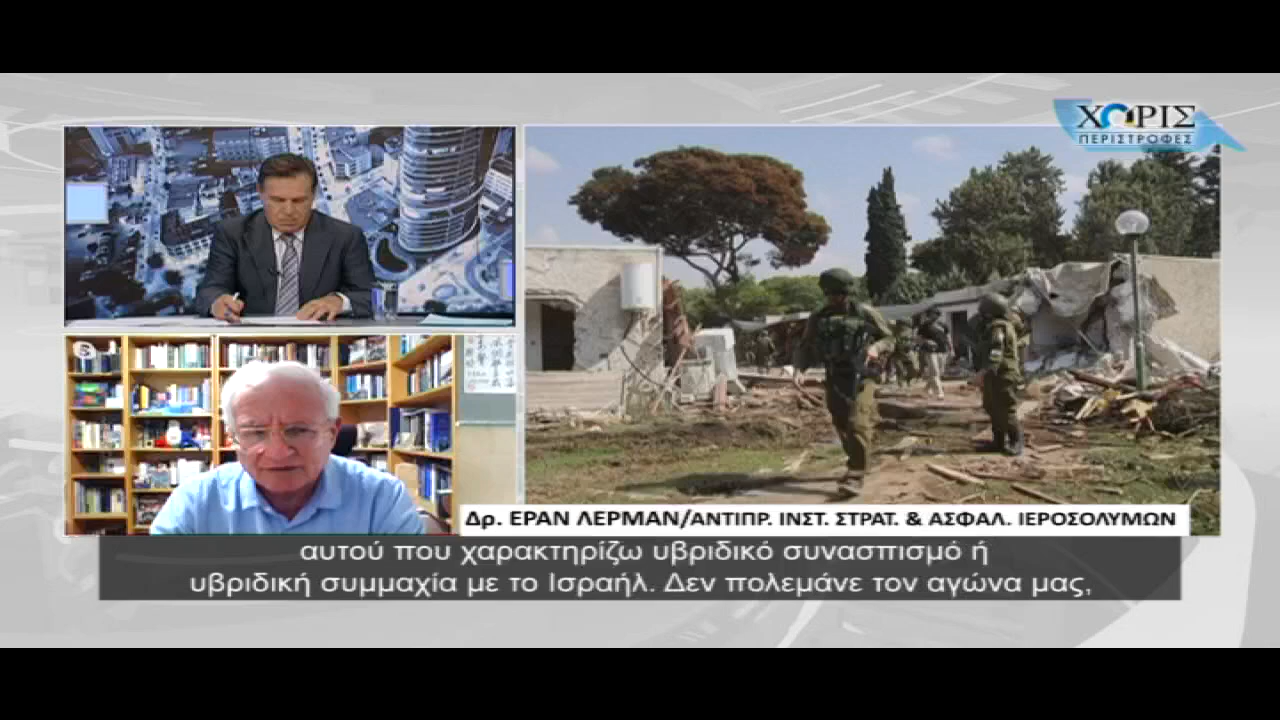 ΧΩΡΙΣ
ΠΕΡΙΣΤΡΟΦΕΣ
Δρ. ΕΡΑΝ ΛΕΡΜΑΝ/ΑΝΤΙΠΡ. ΙΝΣΤ. ΣΤΡΑΤ. & ΑΣΦΑΛ. ΙΕΡΟΣΟΛΥΜΩΝ
αυτού που χαρακτηρίζω υβριδικό συνασπισμό ή
υβριδική συμμαχία με το Ισραήλ. Δεν πολεμάνε τον αγώνα μας,